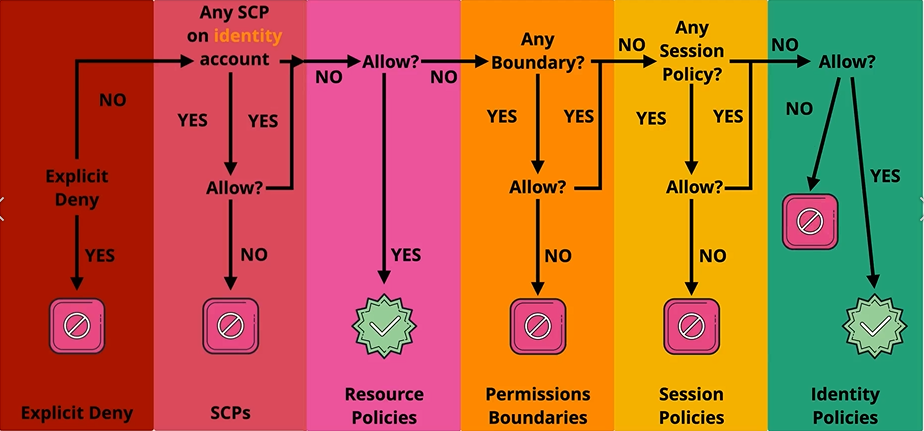 Explicit
Deny
NO
YES
Explicit Deny
Any SCP
on identity
account
YES
YES
NO
Allow?
NO
SCPs
Allow?
NO
YES
Resource
Policies
Any
Boundary?
NO
YES
YES
Allow?
NO
Permissions
Boundaries
Any
Session
Policy?
NO
YES
YES
Allow?
NO
Session
Policies
Allow?
NO
YES
Identity
Policies